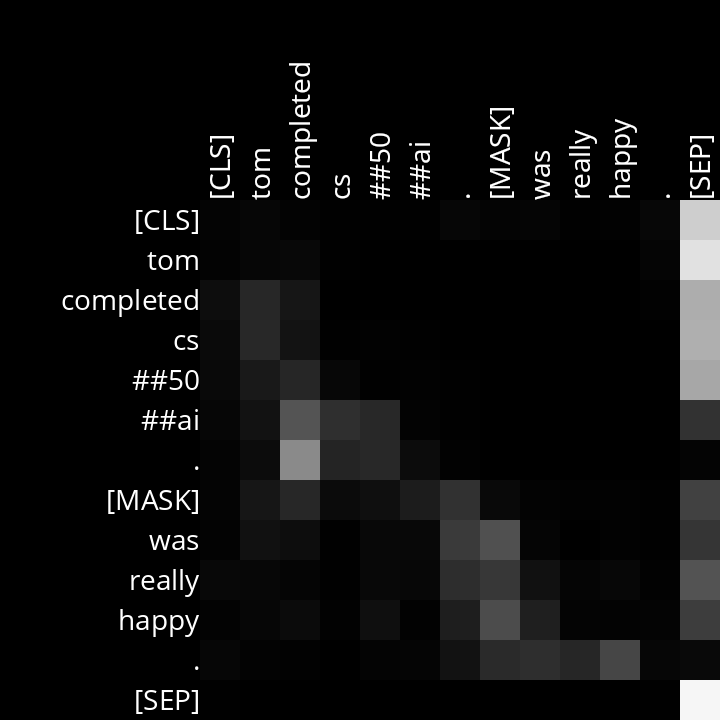 [CLS] tom completed cs ##50 ##ai . [MASK] was really happy . [SEP]
[CLS]
tom
completed
cs
##50
##ai
.
[MASK]
was
really
happy
.
[SEP]